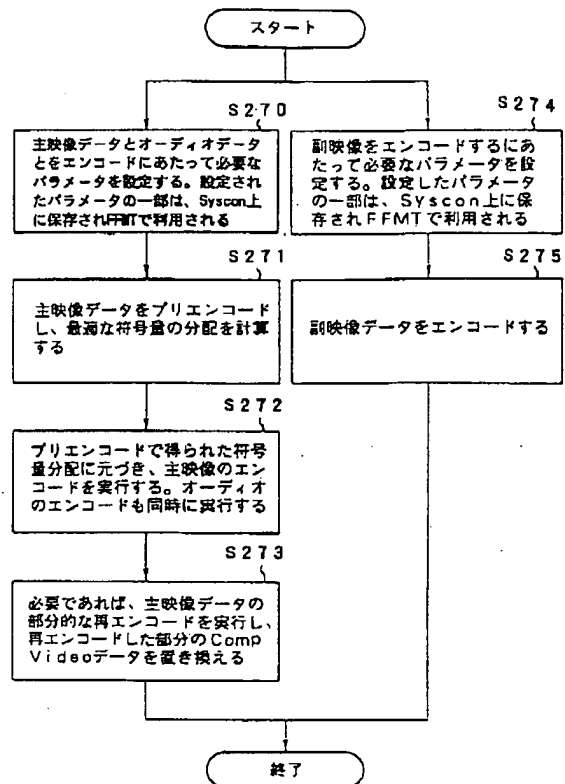 スタート
S270
主映像データとオーディオデータ
とをエンコードにあたって必要な
パラメータを設定する。設定され
たパラメータの一部は、Syscon上
に保存されFFMTで利用される
S271
主映像データをプリエンコード
し、最適な符号量の分配を計算
する
S272
プリエンコードで得られた符号
量分配に元づき、主映像のエン
コードを実行する。オーディオ
のエンコードも同時に実行する
S273
必要であれば、主映像データの
部分的な再エンコードを実行し、
再エンコードした部分のComp
Videoデータを置き換える
S274
副映像をエンコードするにあ
たって必要なパラメータを設
定する。設定したパラメータ
の一部は、Syscon上に保
存されFFMTで利用される
S275
副映像データをエンコードする
終了